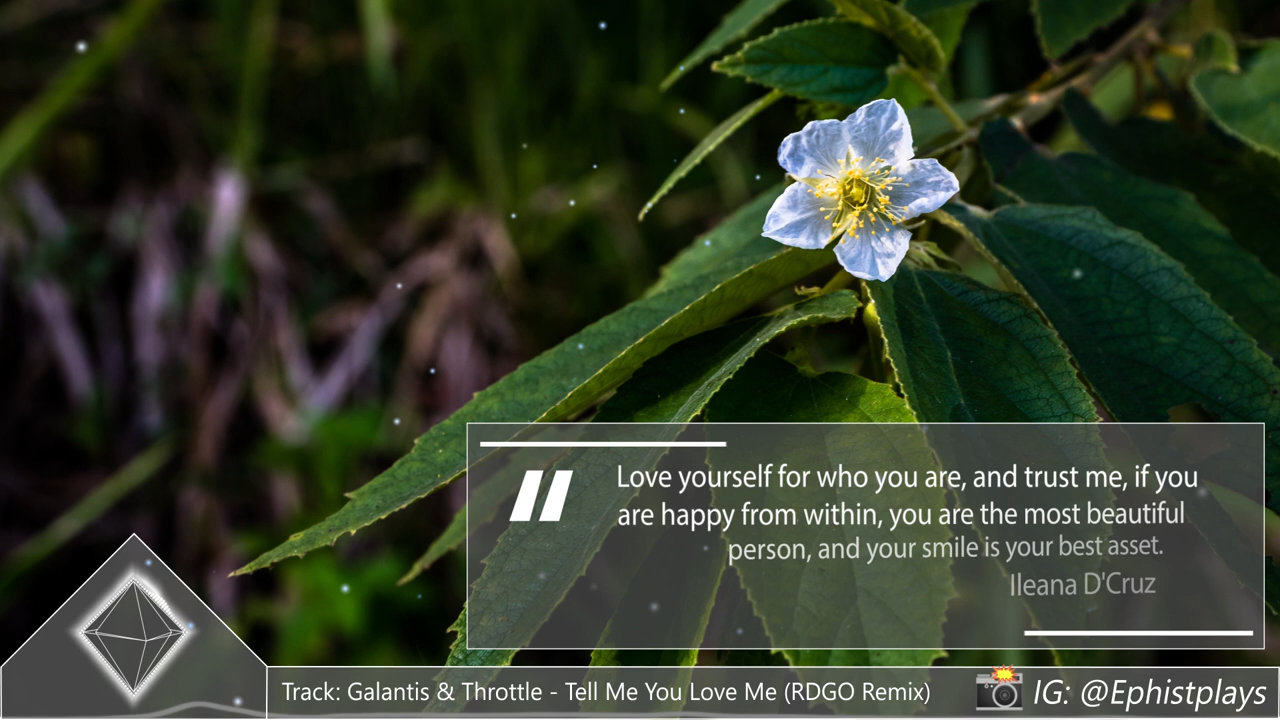 Love yourself for who you are, and trust me, if you
are happy from within, you are the most beautiful
person, and your smile is your best asset.
Ileana D'Cruz
Track: Galantis & Throttle - Tell Me You Love Me (RDGO Remix)
IG: @Ephistplays